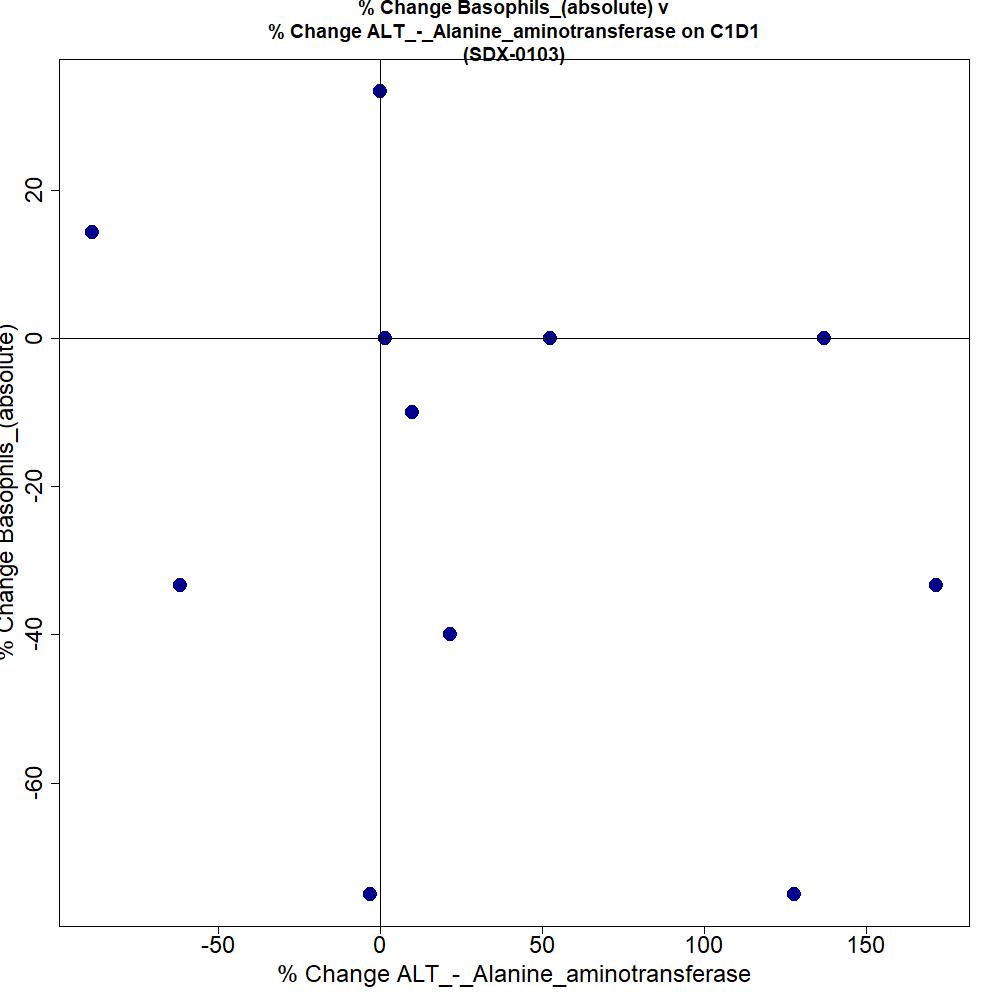 % Change Basophils_(absolute) v
% Change ALT_-_Alanine_aminotransferase on C1D1
(SDX-0103)
% Change Basophils_(absolute)
20
0
-20
-40
-60
-50
0
50
100
150
% Change ALT_-_Alanine_aminotransferase